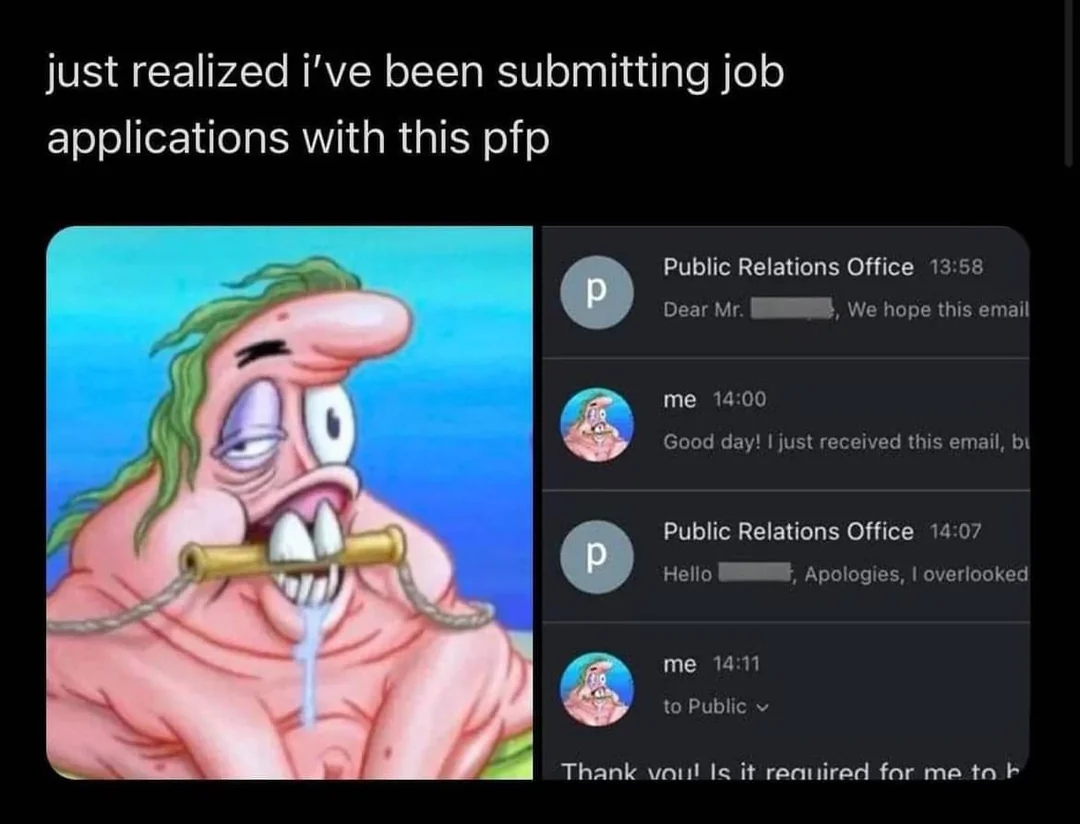 just realized i've been submitting job
applications with this pfp
p
Public Relations Office 13:58
Dear Mr. , We hope this email
me 14:00
Good day! I just received this email,
p
Public Relations Office 14:07
Hello , Apologies, I overlooked
me 14:11
to Public
Thank you! Is it required for me to